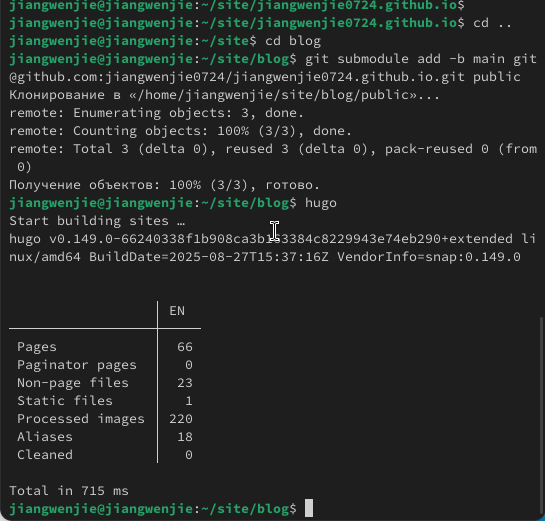 jiangwenjie@jiangwenjie:~/site/jiangwenjie0724.github.io$
jiangwenjie@jiangwenjie:~/site/jiangwenjie0724.github.io$ cd ..
jiangwenjie@jiangwenjie:~/site$ cd blog
jiangwenjie@jiangwenjie:~/site/blog$ git submodule add -b main git
@github.com:jiangwenjie0724/jiangwenjie0724.github.io.git public
Клонирование в «/home/jiangwenjie/site/blog/public»...
remote: Enumerating objects: 3, done.
remote: Counting objects: 100% (3/3), done.
remote: Total 3 (delta 0), reused 3 (delta 0), pack-reused 0 (from
0)
Получение объектов: 100% (3/3), готово.
jiangwenjie@jiangwenjie:~/site/blog$ hugo
Start building sites …
hugo v0.149.0-66240338f1b908ca3b163384c8229943e74eb290+extended li
nux/amd64 BuildDate=2025-08-27T15:37:16Z VendorInfo=snap:0.149.0
EN
Pages 66
Paginator pages 0
Non-page files 23
Static files 1
Processed images 220
Aliases 18
Cleaned 0
Total in 715 ms
jiangwenjie@jiangwenjie:~/site/blog$